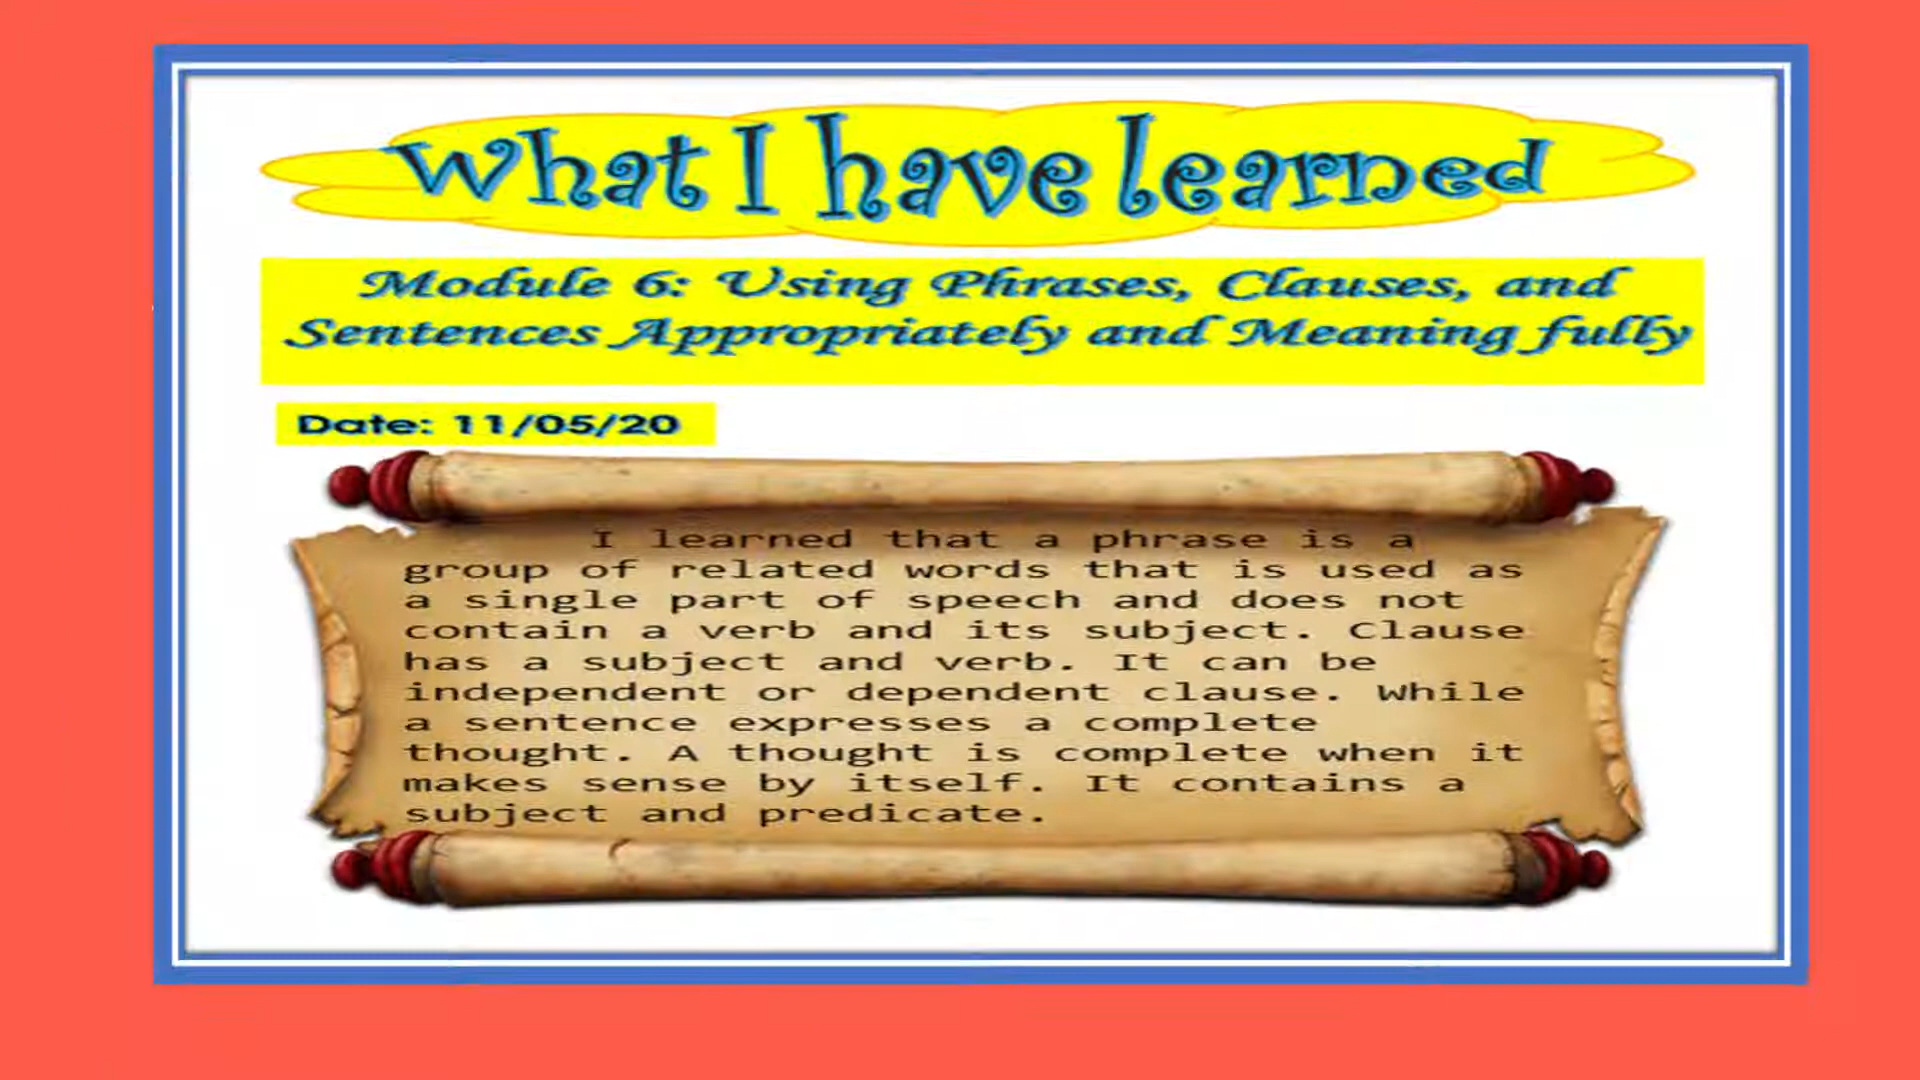 What I have learned
Module 6: Using Phrases, Clauses, and
Sentences Appropriately and Meaning fully
Date: 11/05/20
I learned that a phrase is a
group of related words that is used as
a single part of speech and does not
contain a verb and its subject. Clause
has a subject and verb. It can be
independent or dependent clause. While
a sentence expresses a complete
thought. A thought is complete when it
makes sense by itself. It contains a
subject and predicate.